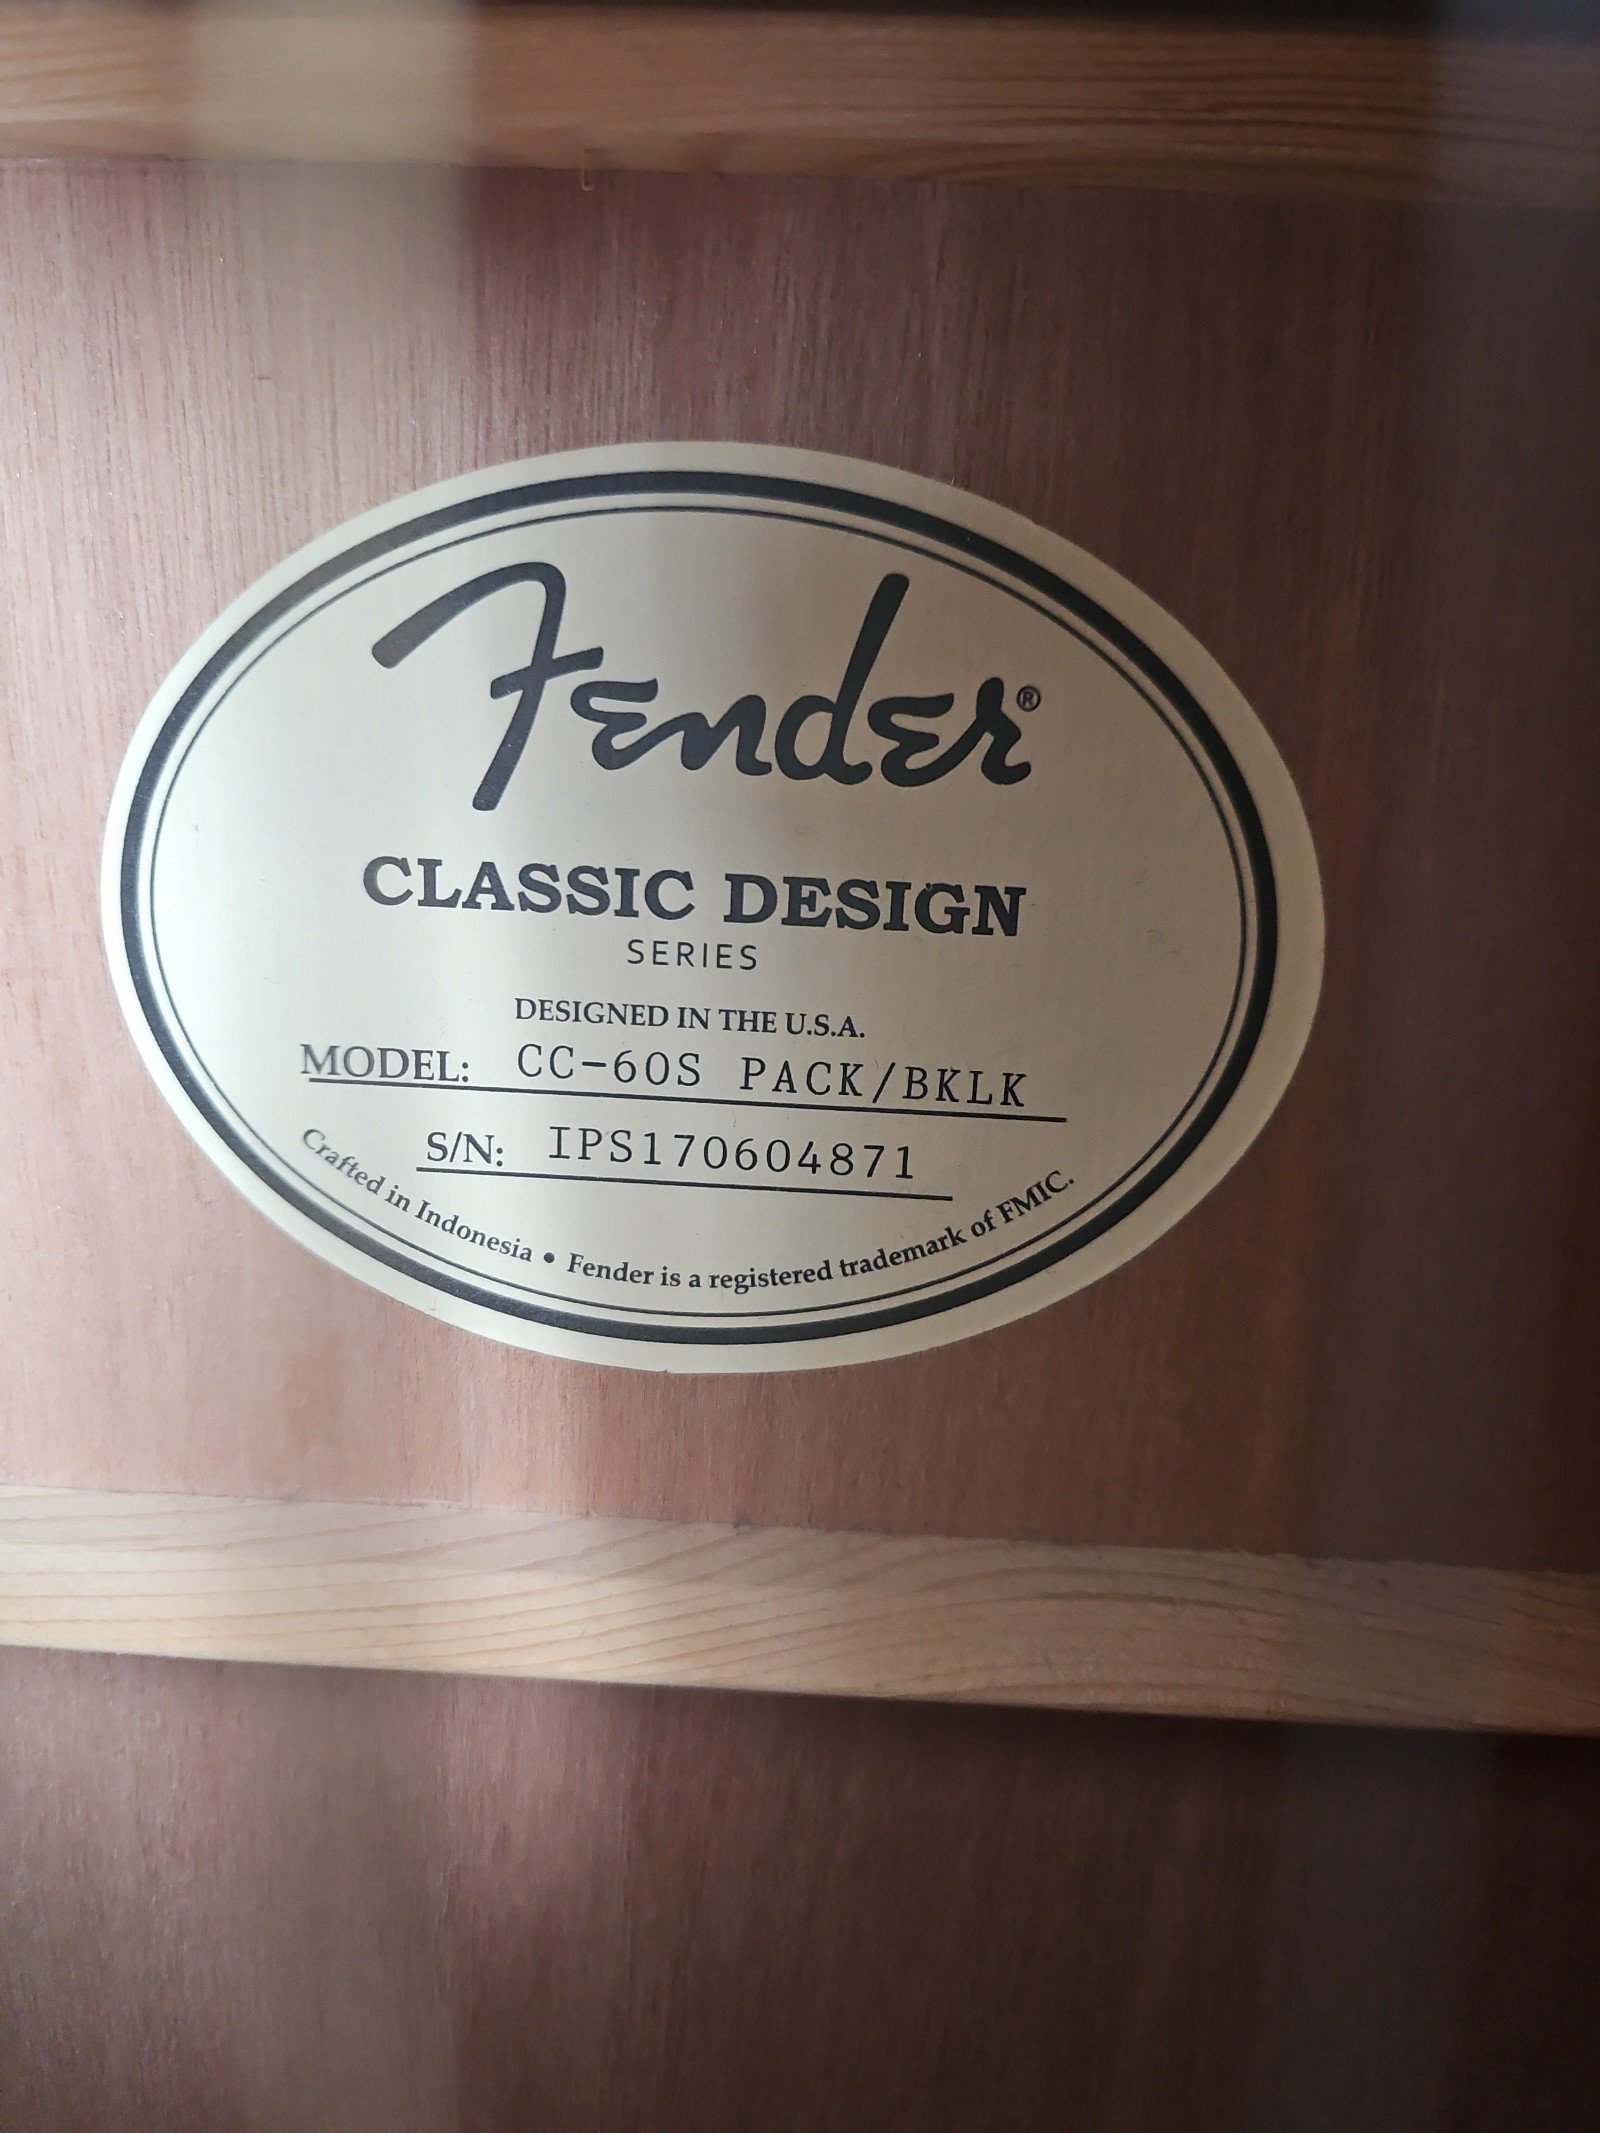 Fender®
CLASSIC DESIGN
SERIES
DESIGNED IN THE U.S.A.
MODEL: CC-60S PACK/BKLK
S/N: IPS170604871
Crafted in Indonesia • Fender is a registered trademark of FMIC.